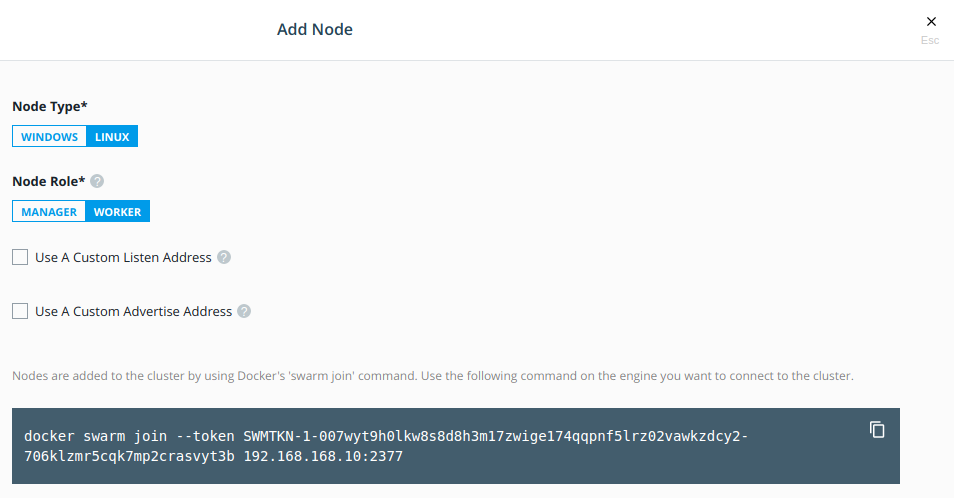 Add Node
Esc
Node Type*
WINDOWS LINUX
Node Role* ?
MANAGER WORKER
Use A Custom Listen Address ?
Use A Custom Advertise Address ?
Nodes are added to the cluster by using Docker's 'swarm join' command. Use the following command on the engine you want to connect to the cluster.
docker swarm join --token SWMTKN-1-007wyt9h0lkw8s8d8h3m17zwige174qqpnf5lrz02vawkzdcy2-
706klzmr5cqk7mp2crasvyt3b 192.168.168.10:2377